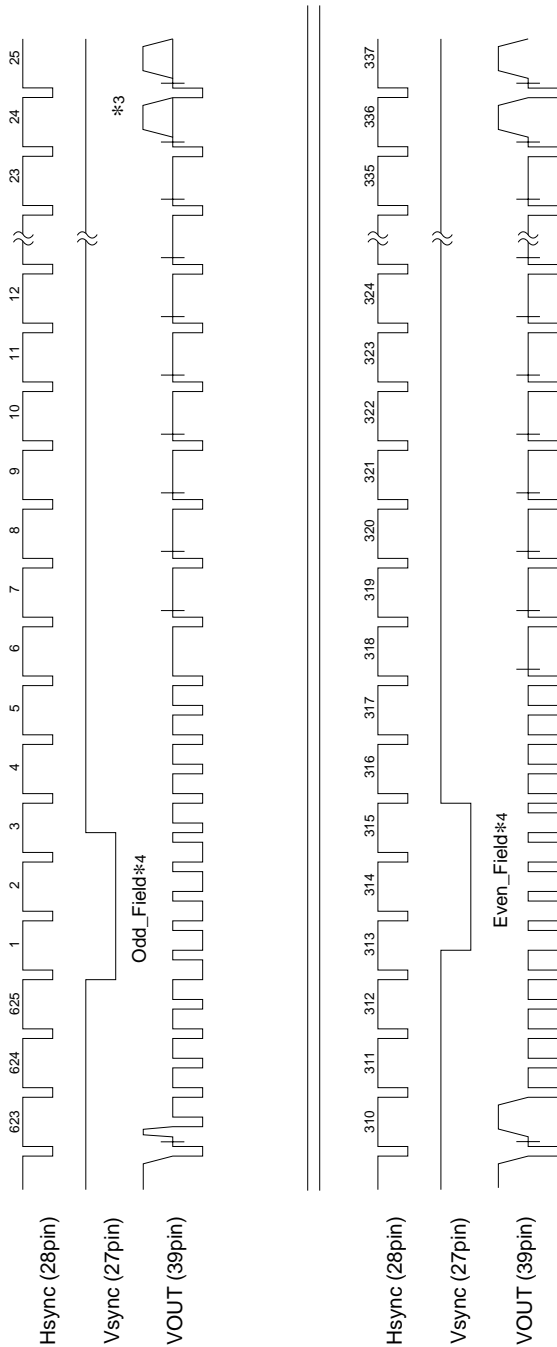 Hsync (28pin)
623 624 625 1 2 3 4 5 6 7 8 9 10 11 12 23 24 25
Vsync (27pin)
Odd_Field*4
VOUT (39pin)
*3
Hsync (28pin)
310 311 312 313 314 315 316 317 318 319 320 321 322 323 324 335 336 337
Vsync (27pin)
Even_Field*4
VOUT (39pin)